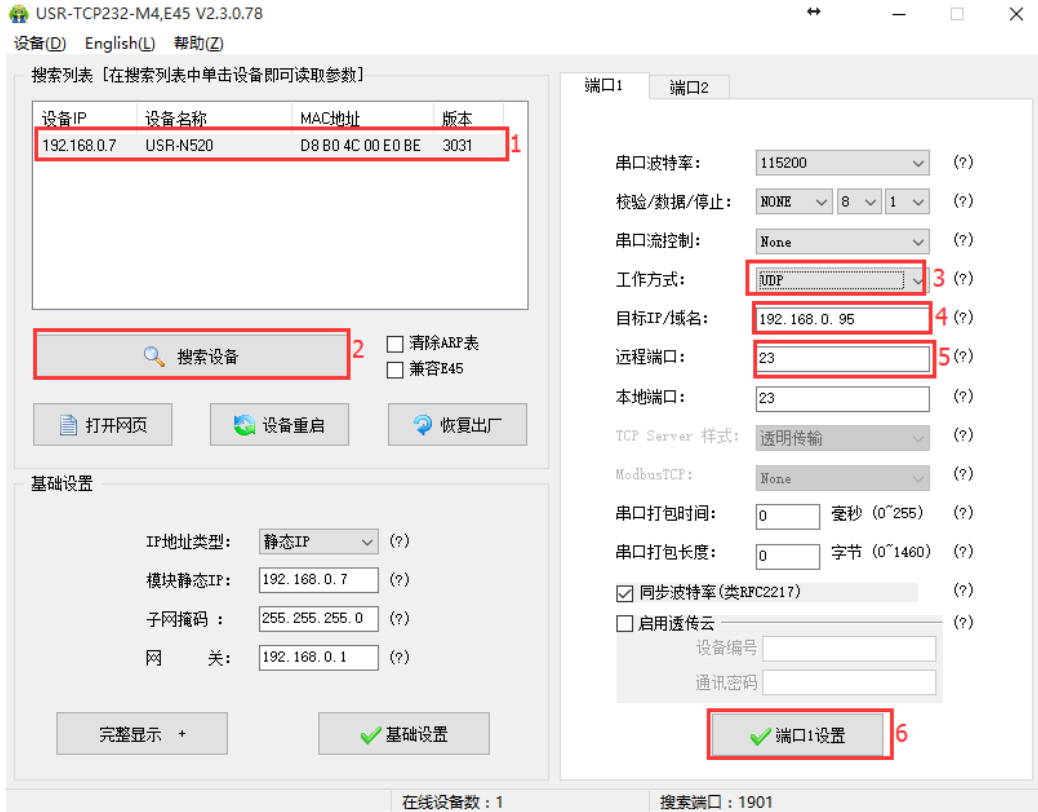 USR-TCP232-M4,E45 V2.3.0.78
设备(D) English(L) 帮助(Z)
搜索列表 [在搜索列表中单击设备即可读取参数]
设备IP 设备名称 MAC地址 版本
192.168.0.7 USR-N520 D8 B0 4C 00 E0 BE 3031 1
搜索设备 2
清除ARP表
兼容E45
打开网页 设备重启 恢复出厂
基础设置
IP地址类型: 静态IP (?)
模块静态IP: 192.168.0.7 (?)
子网掩码 : 255.255.255.0 (?)
网 关: 192.168.0.1 (?)
完整显示 + 基础设置
端口1 端口2
串口波特率: 115200 (?)
校验/数据/停止: NONE 8 1 (?)
串口流控制: None (?)
工作方式: UDP 3 (?)
目标IP/域名: 192.168.0.95 4 (?)
远程端口: 23 5 (?)
本地端口: 23 (?)
TCP Server 样式: 透明传输 (?)
ModbusTCP: None (?)
串口打包时间: 0 毫秒 (0~255) (?)
串口打包长度: 0 字节 (0~1460) (?)
同步波特率(类RFC2217) (?)
启用透传云 (?)
设备编号
通讯密码
端口1设置 6
在线设备数:1 搜索端口:1901